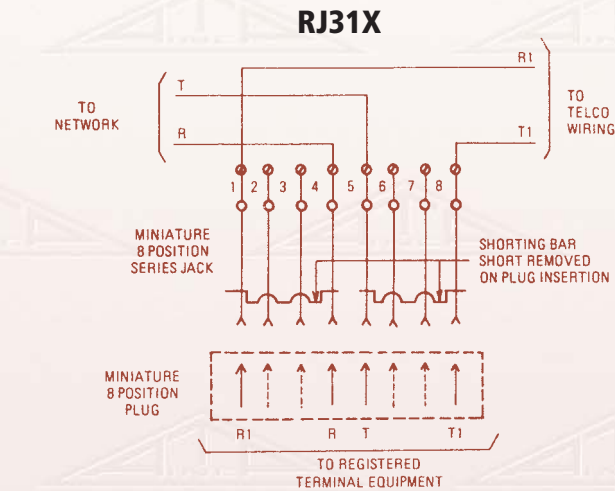 RJ31X
R1
T
TO
NETWORK
TO
TELCO
WIRING
R
T1
1 2 3 4 5 6 7 8
MINIATURE
8 POSITION
SERIES JACK
SHORTING BAR
SHORT REMOVED
ON PLUG INSERTION
MINIATURE
8 POSITION
PLUG
R1 R T T1
TO REGISTERED
TERMINAL EQUIPMENT